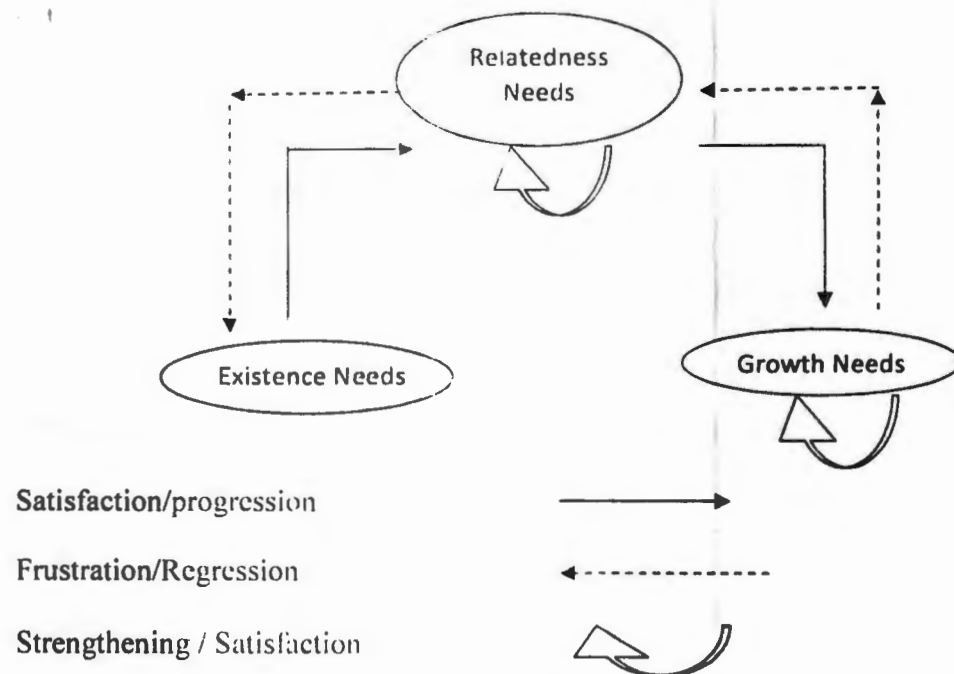 Relatedness
Needs
Existence Needs
Growth Needs
Satisfaction/progression
Frustration/Regression
Strengthening / Satisfaction